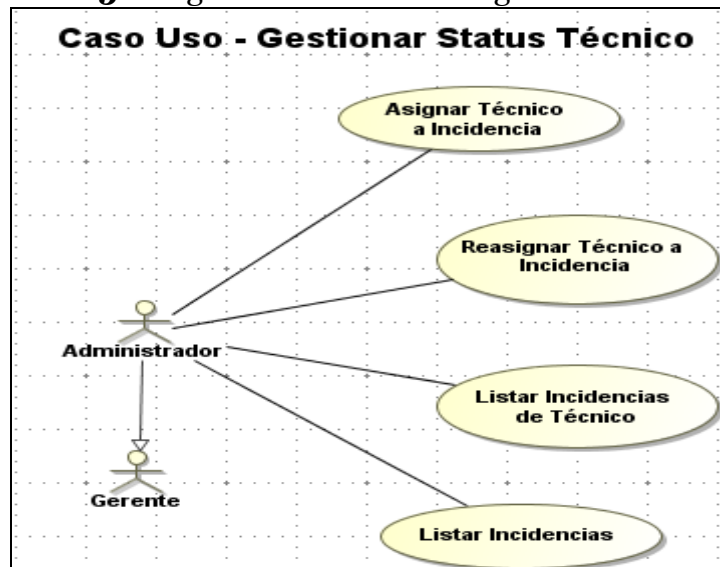 Caso Uso - Gestionar Status Técnico
Asignar Técnico
a Incidencia
Reasignar Técnico a
Incidencia
Administrador
Listar Incidencias
de Técnico
Gerente
Listar Incidencias